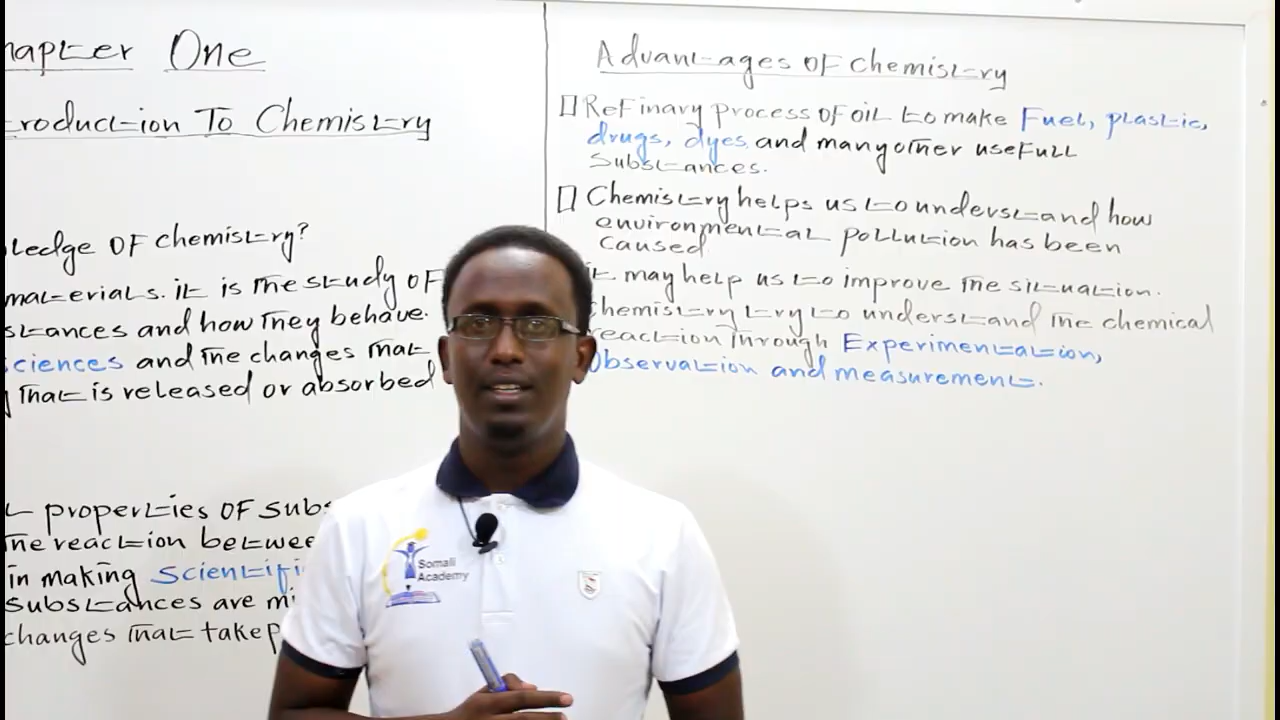 hapter One
troduction To Chemistry
ledge OF chemistry?
materials. it is the study OF
stances and how they behave.
sciences and the changes that
that is released or absorbed
t properties OF subs
the reaction betwee
in making Scientifi
substances are mi
changes that take p
Advantages OF chemistry
ReFinary process OF oil to make Fuel, plastic,
drugs, dyes and many other useFull
Substances.
Chemistry helps us to understand how
environmental pollution has been
caused
it may help us to improve the situation.
chemistry try to understand the chemical
reaction through Experimentation,
Observation and measurement.
Somali
Academy